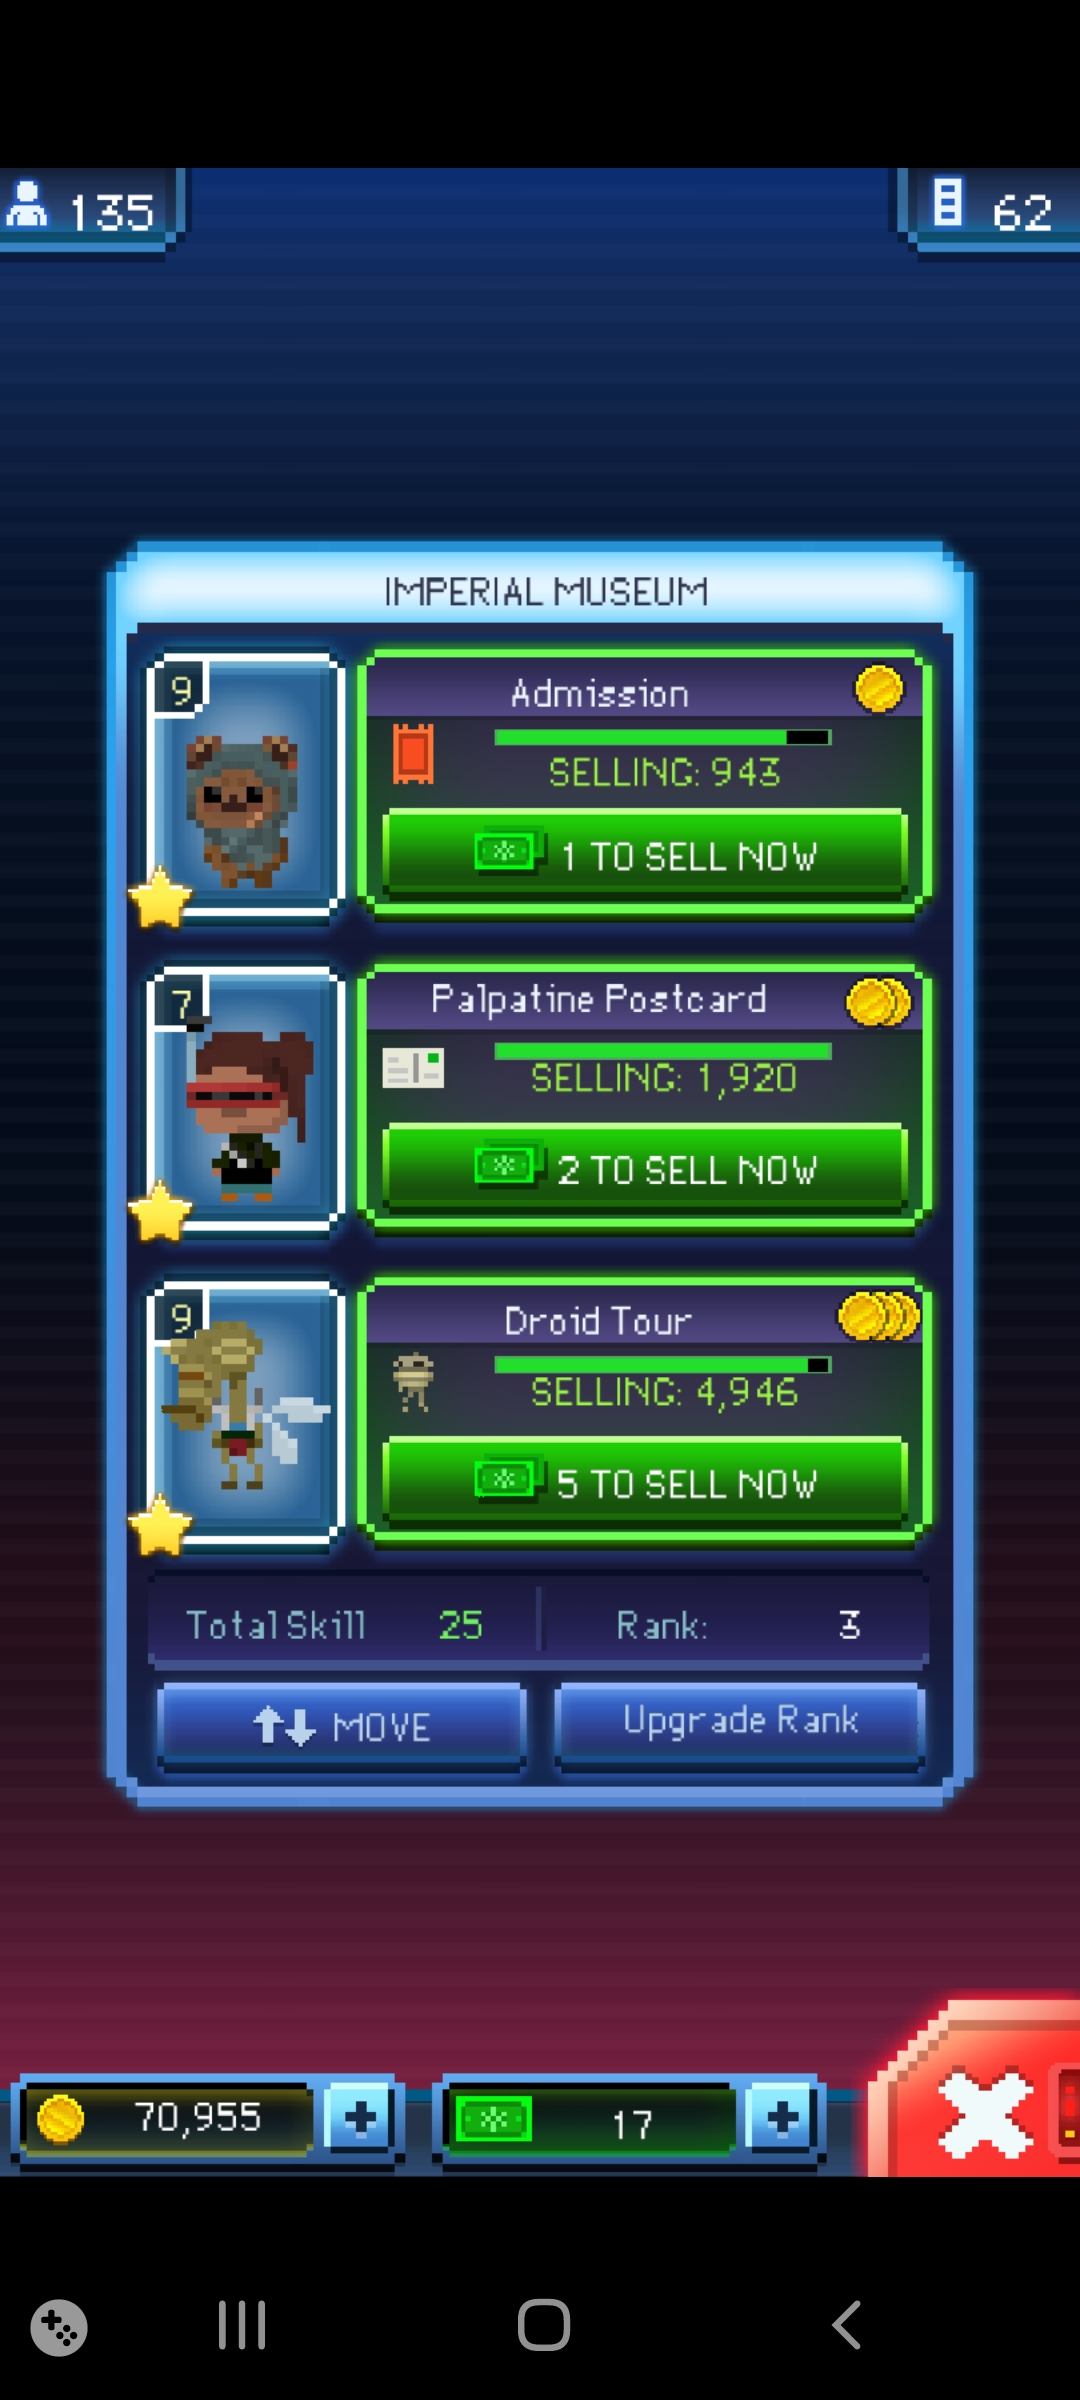 135
62
IMPERIAL MUSEUM
9
Admission
SELLING: 943
1 TO SELL NOW
7
Palpatine Postcard
SELLING: 1,920
2 TO SELL NOW
9
Droid Tour
SELLING: 4,946
5 TO SELL NOW
Total Skill 25 Rank: 3
MOVE Upgrade Rank
70,955 17